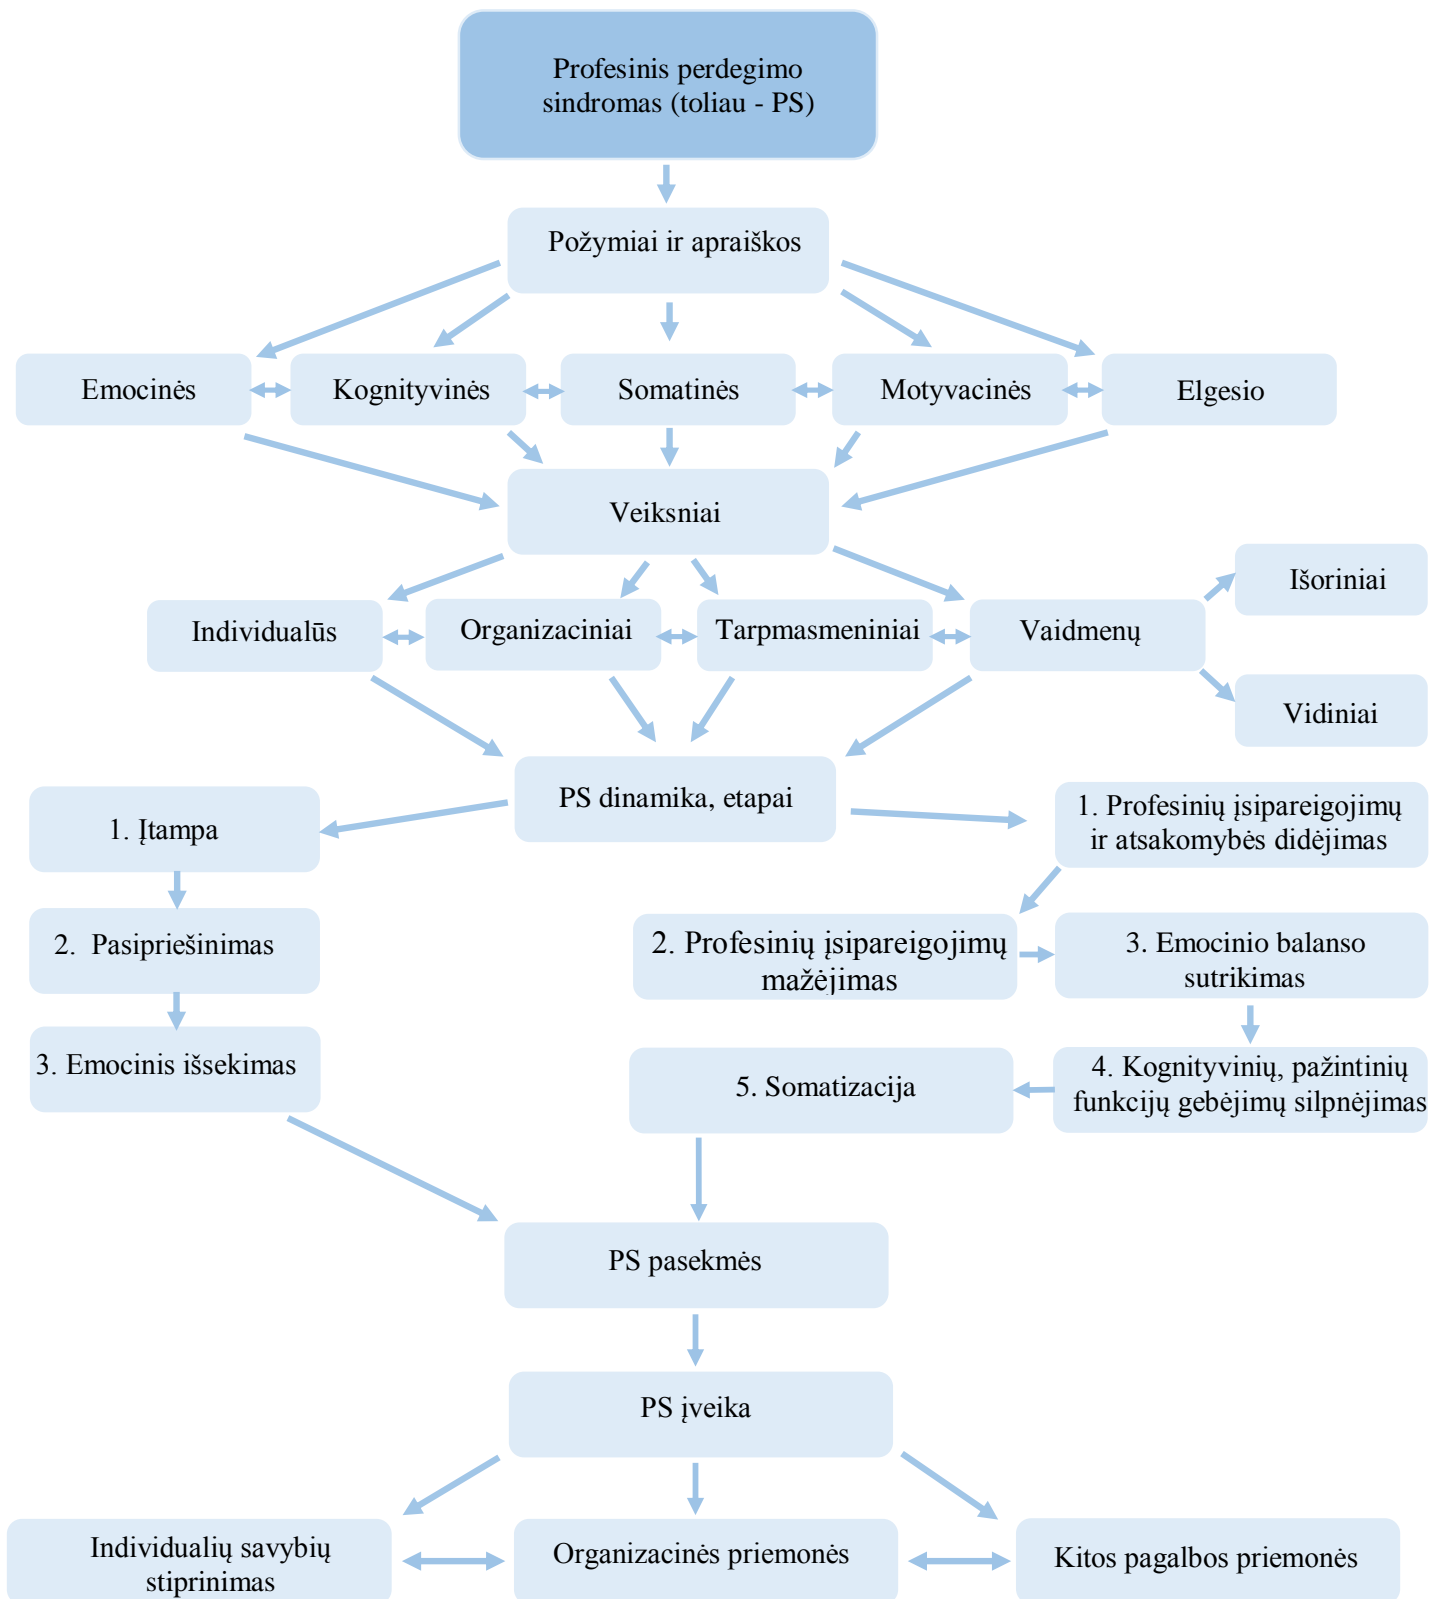 Profesinis perdegimo
sindromas (toliau - PS)
Požymiai ir apraiškos
Emocinės
Kognityvinės
Somatinės
Motyvacinės
Elgesio
Veiksniai
Išoriniai
Individualūs
Organizaciniai
Tarpmasmeniniai
Vaidmenų
Vidiniai
PS dinamika, etapai
1. Įtampa
1. Profesinių įsipareigojimų
ir atsakomybės didėjimas
2. Pasipriešinimas
2. Profesinių įsipareigojimų
mažėjimas
3. Emocinio balanso
sutrikimas
3. Emocinis išsekimas
4. Kognityvinių, pažintinių
funkcijų gebėjimų silpnėjimas
5. Somatizacija
PS pasekmės
PS įveika
Individualių savybių
stiprinimas
Organizacinės priemonės
Kitos pagalbos priemonės